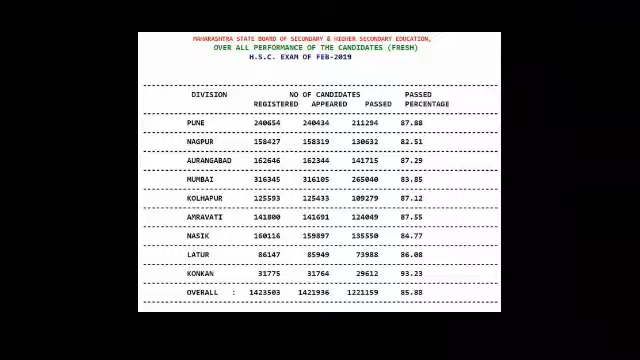 MAHARASHTRA STATE BOARD OF SECONDARY & HIGHER SECONDARY EDUCATION,
OVER ALL PERFORMANCE OF THE CANDIDATES (FRESH)
H.S.C. EXAM OF FEB-2019
DIVISION NO OF CANDIDATES PASSED
REGISTERED APPEARED PASSED PERCENTAGE
PUNE 240654 240434 211294 87.88
NAGPUR 158427 158319 130632 82.51
AURANGABAD 162646 162344 141715 87.29
MUMBAI 316345 316105 265040 83.85
KOLHAPUR 125593 125433 109279 87.12
AMRAVATI 141800 141691 124049 87.55
NASIK 160116 159897 135550 84.77
LATUR 86147 85949 73988 86.08
KONKAN 31775 31764 29612 93.23
OVERALL : 1423503 1421936 1221159 85.88